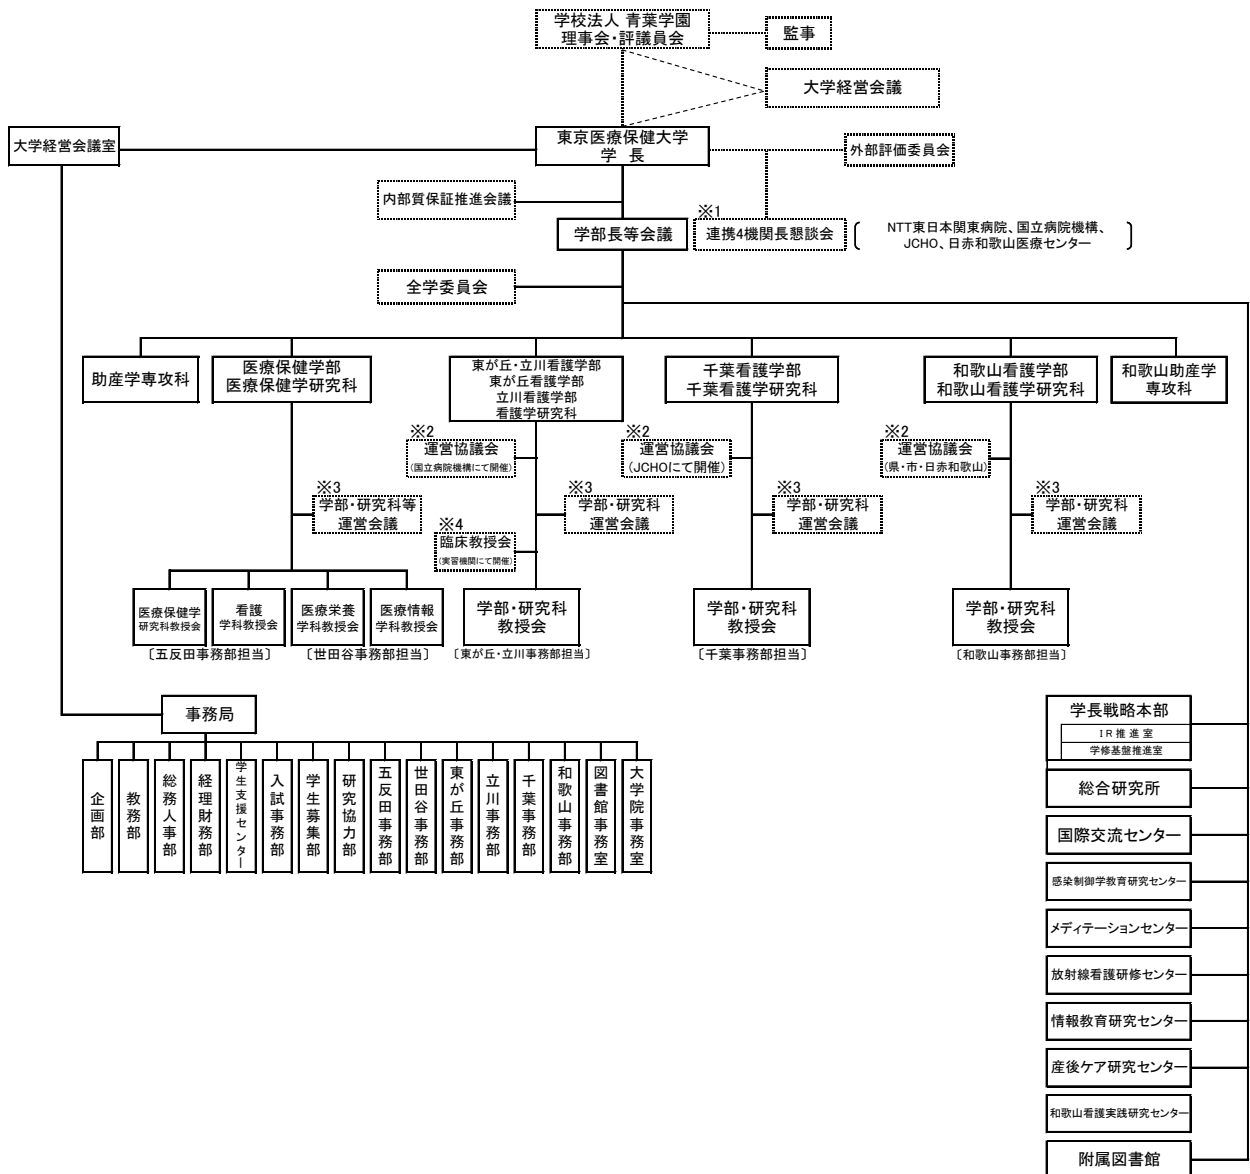 学校法人 青葉学園
理事会・評議員会
監事
大学経営会議
大学経営会議室
東京医療保健大学
学 長
外部評価委員会
内部質保証推進会議
学部長等会議
※1
連携4機関長懇談会
NTT東日本関東病院、国立病院機構、
JCHO、日赤和歌山医療センター
全学委員会
助産学専攻科
医療保健学部
医療保健学研究科
東が丘・立川看護学部
東が丘看護学部
立川看護学部
看護学研究科
千葉看護学部
千葉看護学研究科
和歌山看護学部
和歌山看護学研究科
和歌山助産学
専攻科
※2
運営協議会
(国立病院機構にて開催)
※2
運営協議会
(JCHOにて開催)
※2
運営協議会
(県・市・日赤和歌山)
※3
学部・研究科等
運営会議
※3
学部・研究科
運営会議
※3
学部・研究科
運営会議
※3
学部・研究科
運営会議
※4
臨床教授会
(実習機関にて開催)
医療保健学
研究科教授会
看護
学科教授会
医療栄養
学科教授会
医療情報
学科教授会
学部・研究科
教授会
学部・研究科
教授会
学部・研究科
教授会
〔五反田事務部担当〕
〔世田谷事務部担当〕
〔東が丘・立川事務部担当〕
〔千葉事務部担当〕
〔和歌山事務部担当〕
事務局
企画部
教務部
総務人事部
経理財務部
学生支援センター
入試事務部
学生募集部
研究協力部
五反田事務部
世田谷事務部
東が丘事務部
立川事務部
千葉事務部
和歌山事務部
図書館事務室
大学院事務室
学長戦略本部
IR推進室
学修基盤推進室
総合研究所
国際交流センター
感染制御学教育研究センター
メディテーションセンター
放射線看護研修センター
情報教育研究センター
産後ケア研究センター
和歌山看護実践研究センター
附属図書館